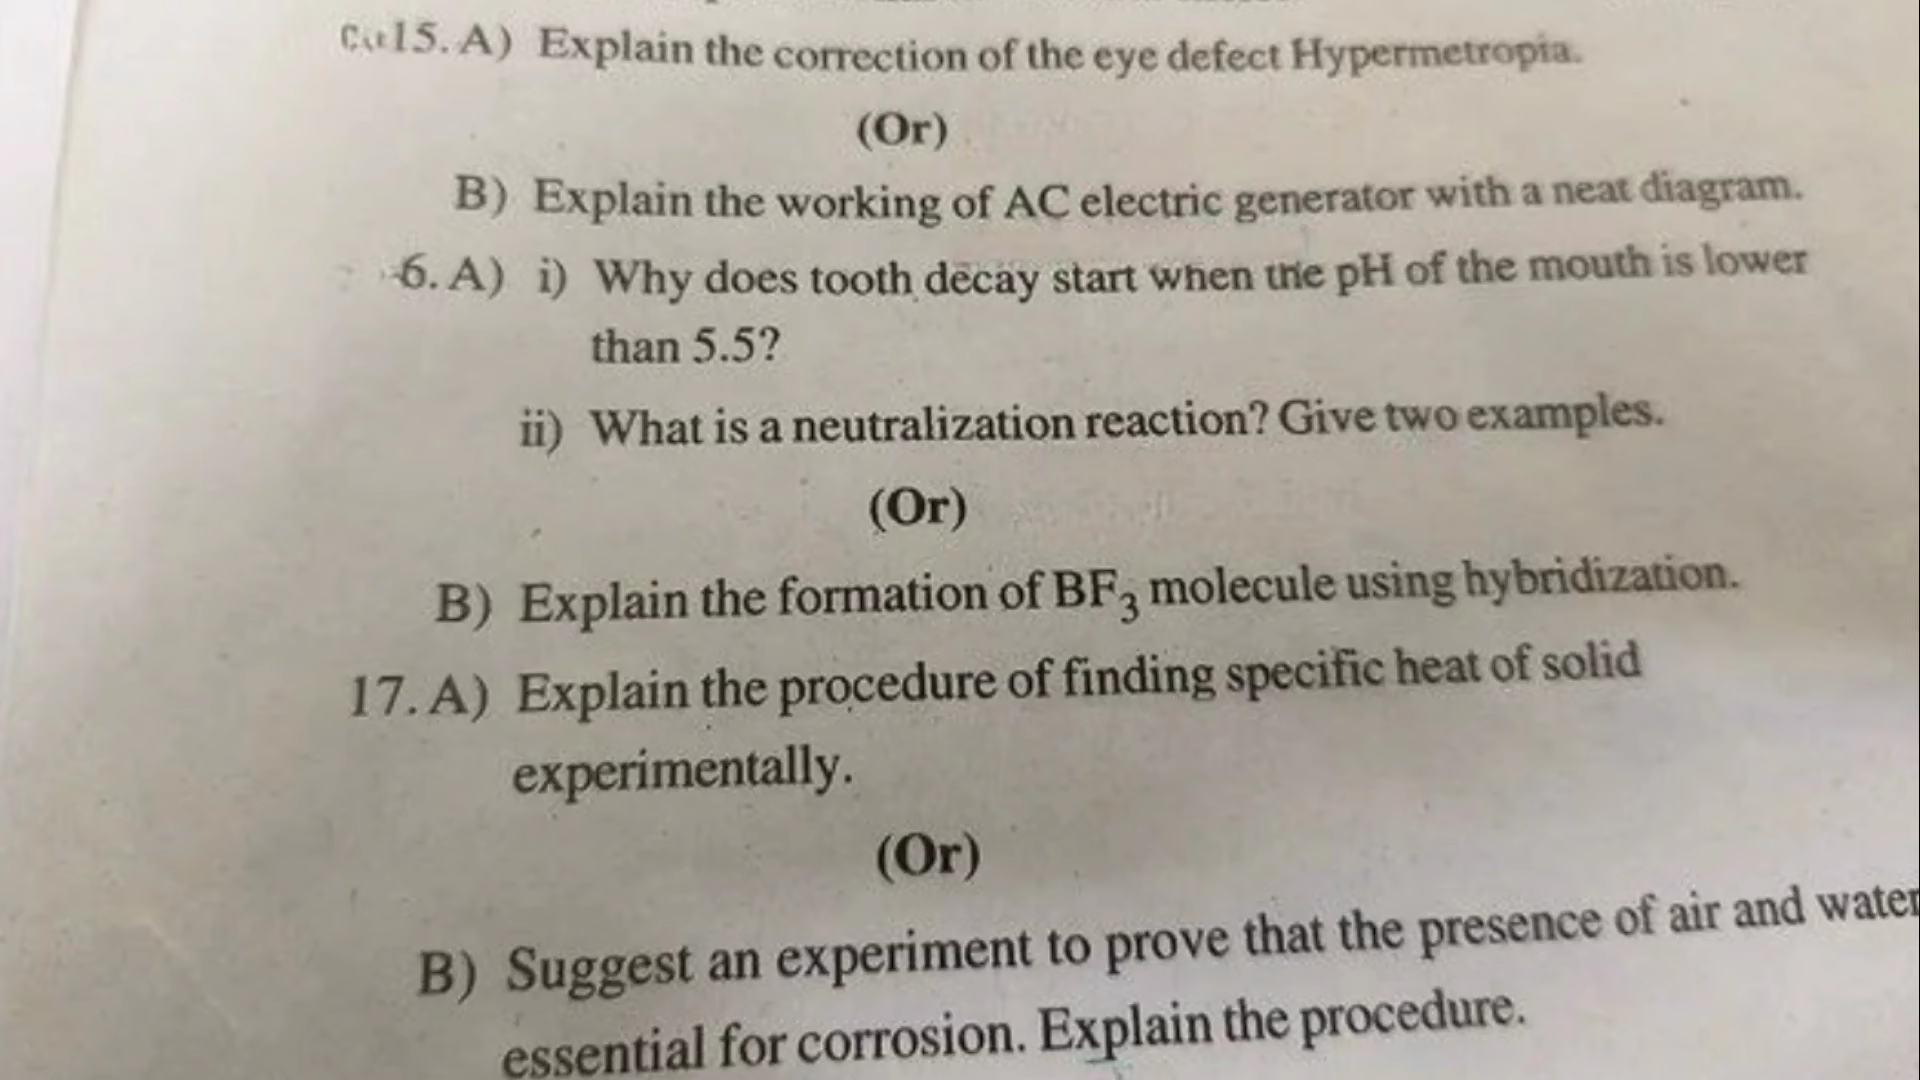 15. A) Explain the correction of the eye defect Hypermetropia.
(Or)
B) Explain the working of AC electric generator with a neat diagram.
6. A) i) Why does tooth decay start when the pH of the mouth is lower
than 5.5?
ii) What is a neutralization reaction? Give two examples.
(Or)
B) Explain the formation of BF₃ molecule using hybridization.
17. A) Explain the procedure of finding specific heat of solid
experimentally.
(Or)
B) Suggest an experiment to prove that the presence of air and water
essential for corrosion. Explain the procedure.